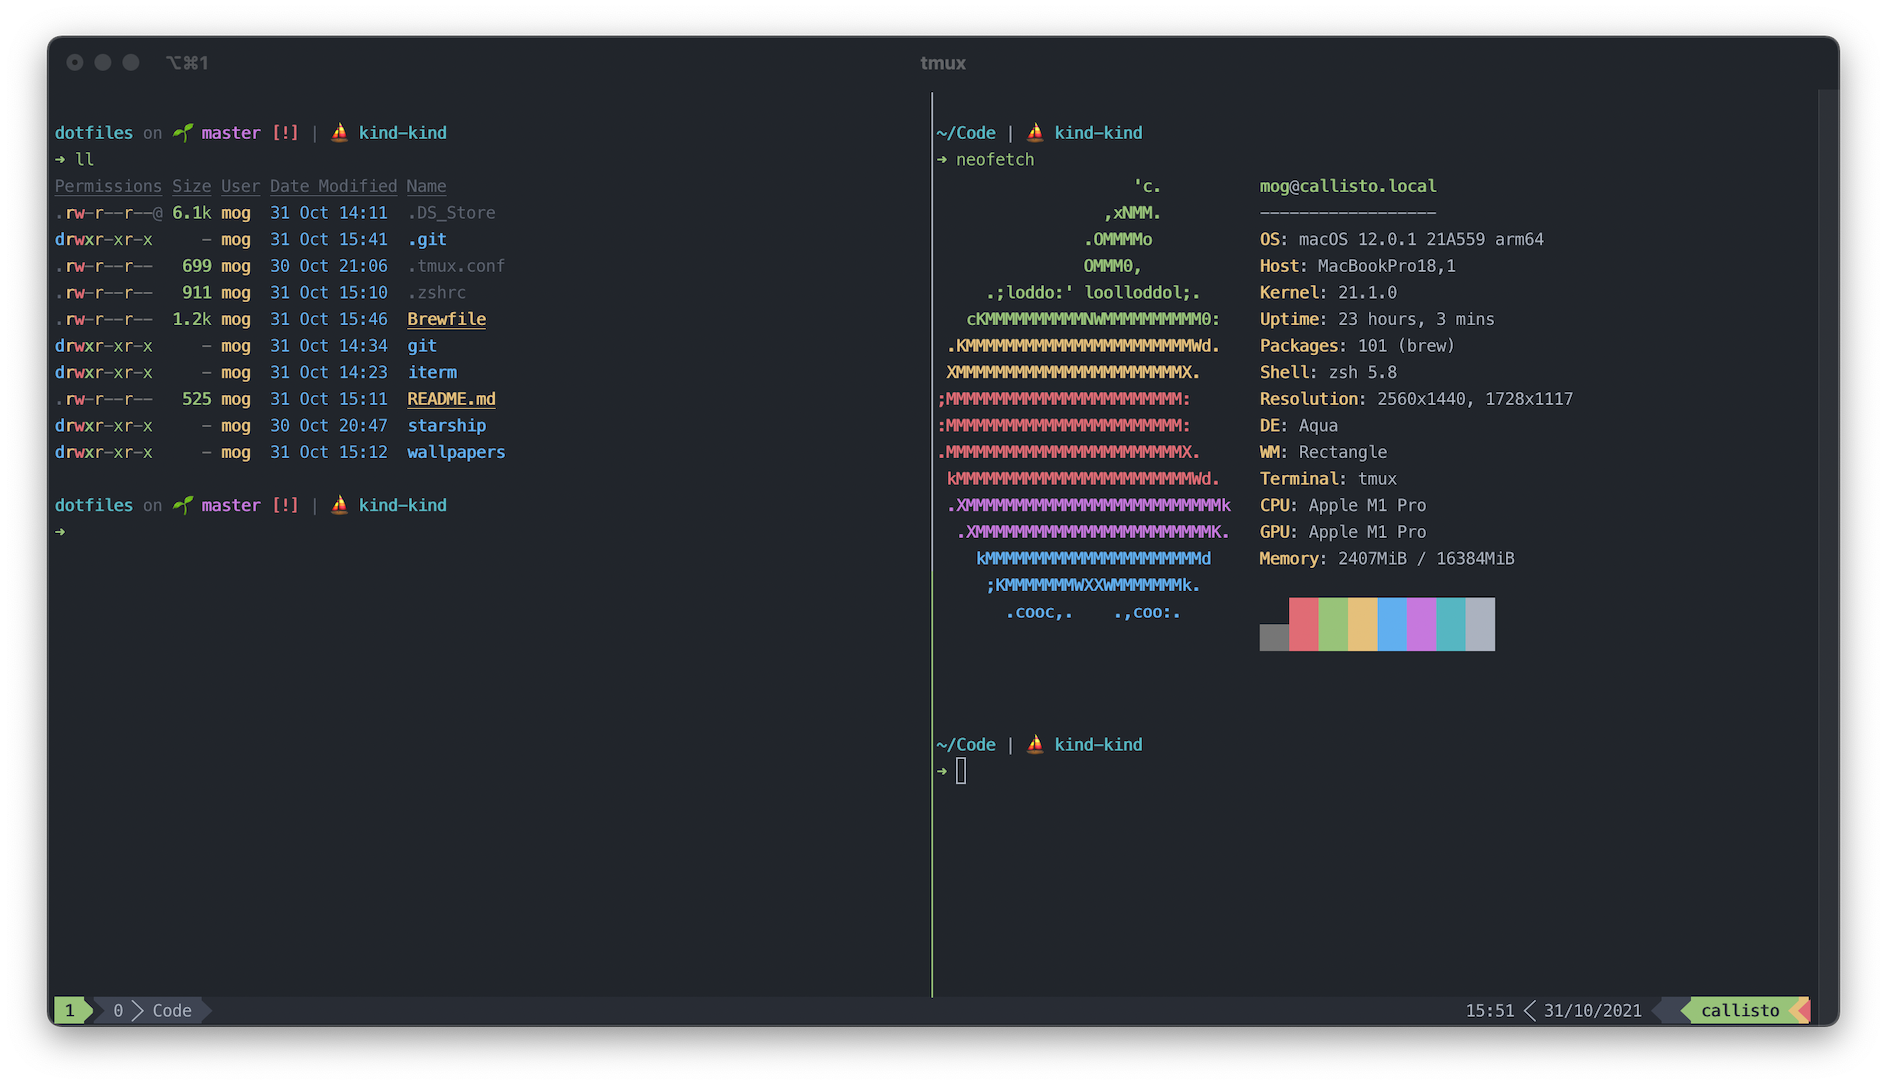 ⌥⌘1 tmux
dotfiles on 🌱 master [!] | ⛵ kind-kind
➜ ll
Permissions Size User Date Modified Name
.rw-r--r--@ 6.1k mog 31 Oct 14:11 .DS_Store
drwxr-xr-x - mog 31 Oct 15:41 .git
.rw-r--r-- 699 mog 30 Oct 21:06 .tmux.conf
.rw-r--r-- 911 mog 31 Oct 15:10 .zshrc
.rw-r--r-- 1.2k mog 31 Oct 15:46 Brewfile
drwxr-xr-x - mog 31 Oct 14:34 git
drwxr-xr-x - mog 31 Oct 14:23 iterm
.rw-r--r-- 525 mog 31 Oct 15:11 README.md
drwxr-xr-x - mog 30 Oct 20:47 starship
drwxr-xr-x - mog 31 Oct 15:12 wallpapers
dotfiles on 🌱 master [!] | ⛵ kind-kind
➜
~/Code | ⛵ kind-kind
➜ neofetch
'c.
,xNMM.
.OMMMMo
OMMM0,
.;loddo:' loolloddol;.
cKMMMMMMMMMMNWMMMMMMMMMM0:
.KMMMMMMMMMMMMMMMMMMMMMMMWd.
XMMMMMMMMMMMMMMMMMMMMMMMX.
;MMMMMMMMMMMMMMMMMMMMMMMM:
:MMMMMMMMMMMMMMMMMMMMMMMM:
.MMMMMMMMMMMMMMMMMMMMMMMMX.
kMMMMMMMMMMMMMMMMMMMMMMMMWd.
.XMMMMMMMMMMMMMMMMMMMMMMMMMMk
.XMMMMMMMMMMMMMMMMMMMMMMMMK.
kMMMMMMMMMMMMMMMMMMMMMMd
;KMMMMMMMWXXWMMMMMMMk.
.cooc,. .,coo:.
mog@callisto.local
------------------
OS: macOS 12.0.1 21A559 arm64
Host: MacBookPro18,1
Kernel: 21.1.0
Uptime: 23 hours, 3 mins
Packages: 101 (brew)
Shell: zsh 5.8
Resolution: 2560x1440, 1728x1117
DE: Aqua
WM: Rectangle
Terminal: tmux
CPU: Apple M1 Pro
GPU: Apple M1 Pro
Memory: 2407MiB / 16384MiB
~/Code | ⛵ kind-kind
➜
1 0 Code 15:51 31/10/2021 callisto